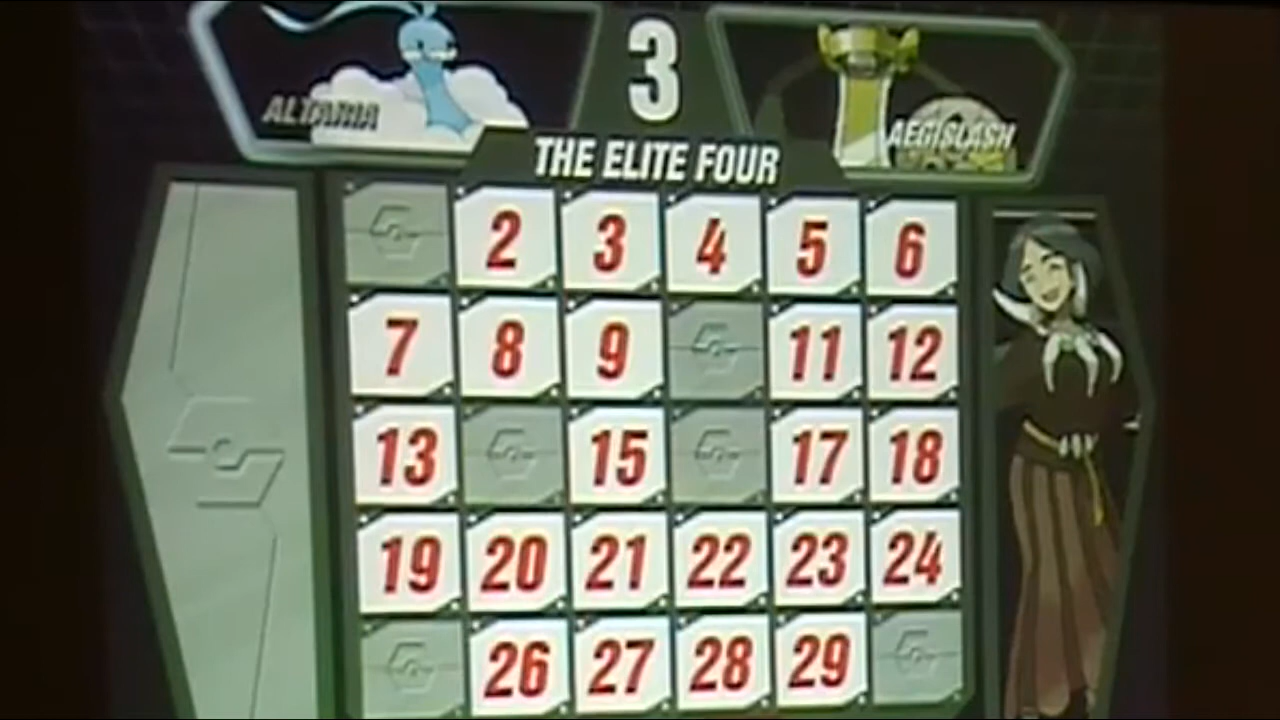 3
ALTARIA
AEGISLASH
THE ELITE FOUR
2 3 4 5 6
7 8 9 11 12
13 15 17 18
19 20 21 22 23 24
26 27 28 29